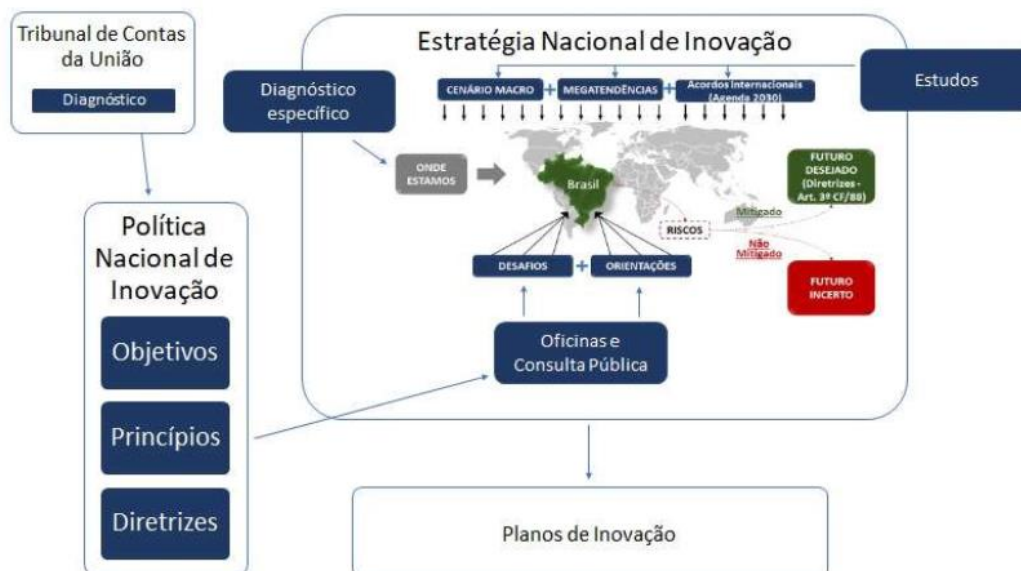 Tribunal de Contas
da União
Diagnóstico
Política
Nacional de
Inovação
Objetivos
Princípios
Diretrizes
Estratégia Nacional de Inovação
Diagnóstico
específico
Estudos
CENÁRIO MACRO + MEGATENDÊNCIAS + Acordos Internacionais
(Agenda 2030)
ONDE
ESTAMOS
Brasil
FUTURO
DESEJADO
(Diretrizes -
Art. 3º CF/88)
Mitigado
RISCOS
Não
Mitigado
FUTURO
INCERTO
DESAFIOS + ORIENTAÇÕES
Oficinas e
Consulta Pública
Planos de Inovação